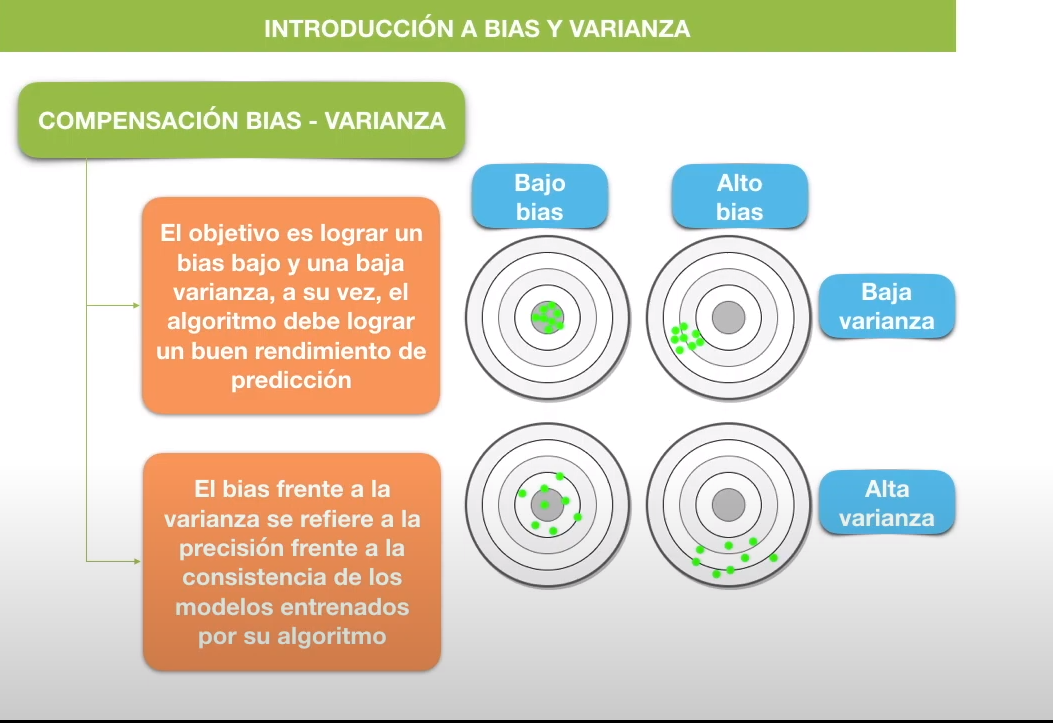 INTRODUCCIÓN A BIAS Y VARIANZA
COMPENSACIÓN BIAS - VARIANZA
El objetivo es lograr un
bias bajo y una baja
varianza, a su vez, el
algoritmo debe lograr
un buen rendimiento de
predicción
El bias frente a la
varianza se refiere a la
precisión frente a la
consistencia de los
modelos entrenados
por su algoritmo
Bajo
bias
Alto
bias
Baja
varianza
Alta
varianza